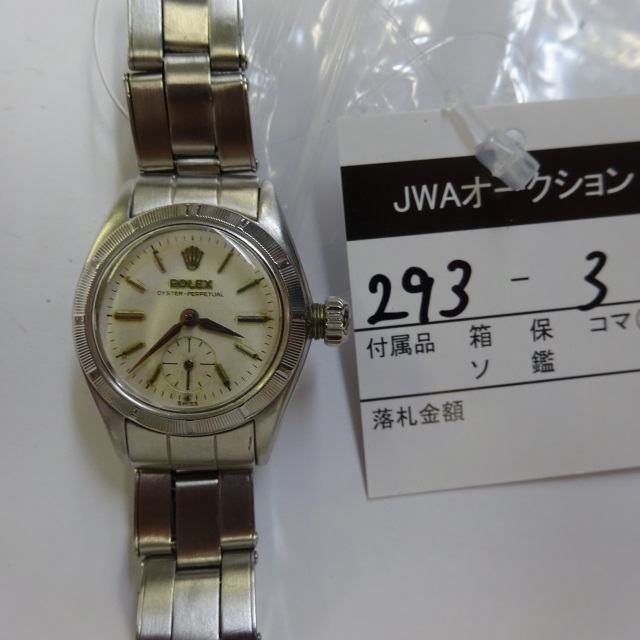 ROLEX
OYSTER-PERPETUAL
SWISS
JWAオークション
293 - 3
付属品 箱 保 コマ
ソ 鑑
落札金額